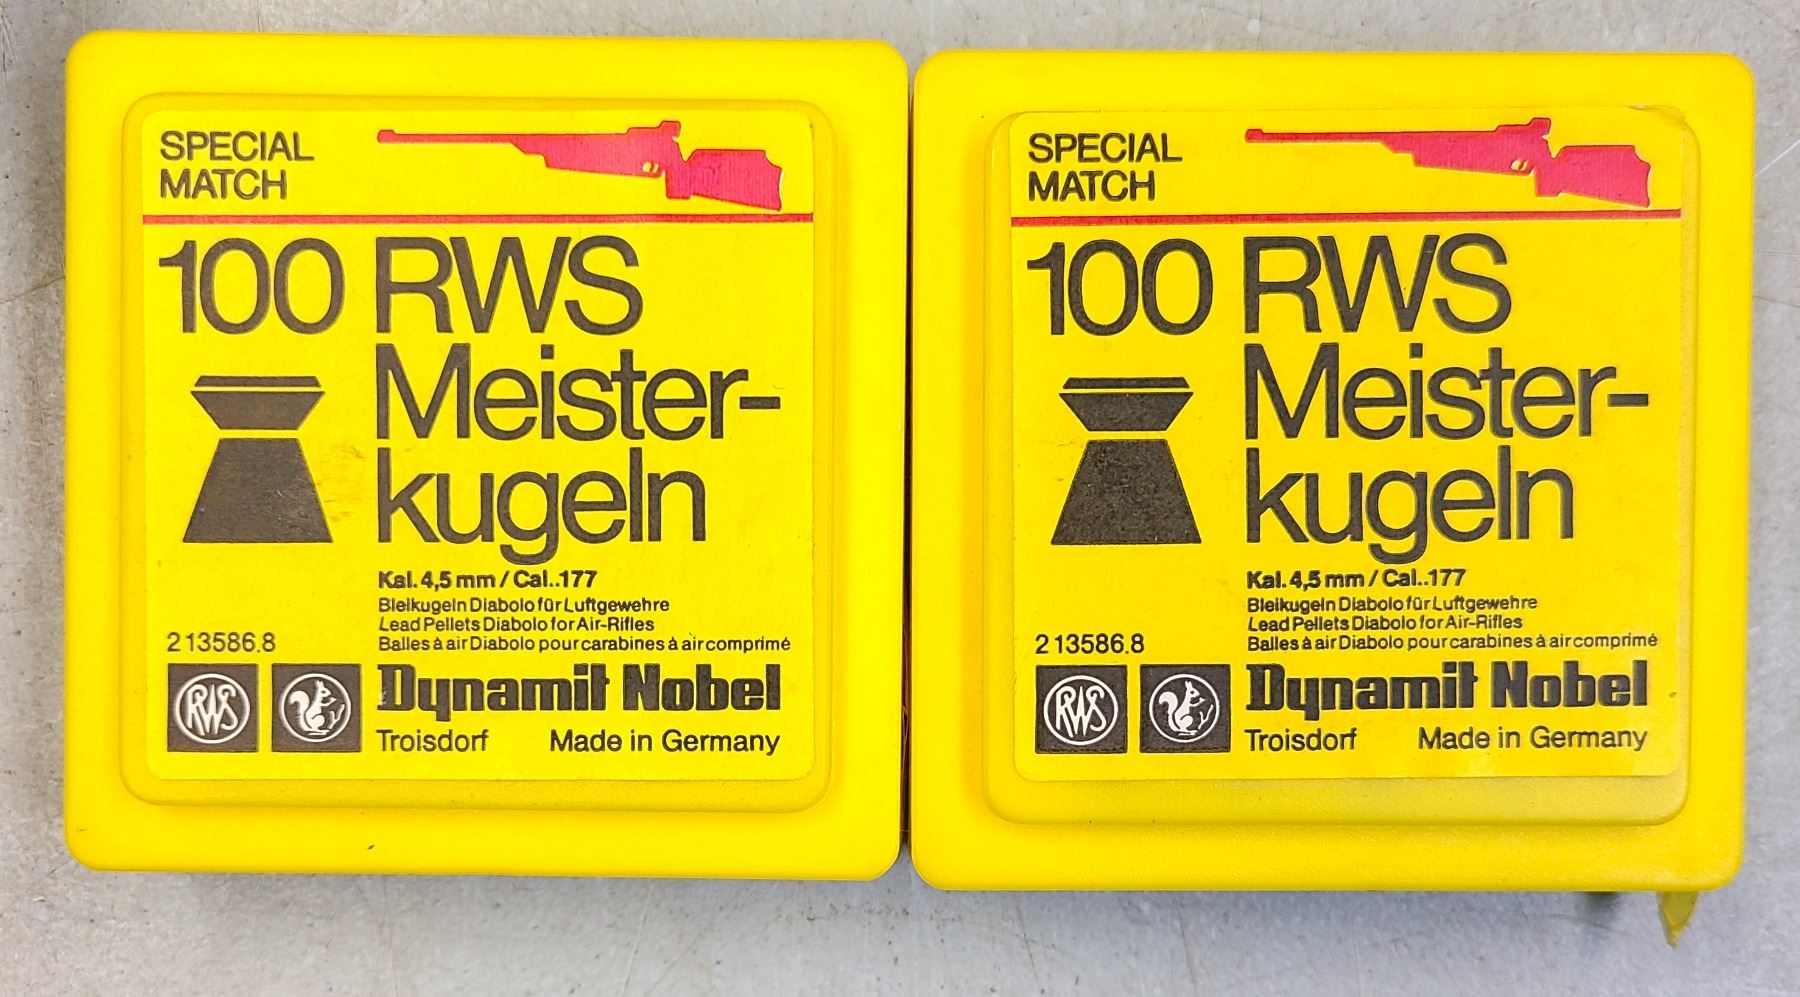 SPECIAL
MATCH
100 RWS
Meister-
kugeln
Kal. 4,5 mm / Cal..177
Bleikugeln Diabolo für Luftgewehre
Lead Pellets Diabolo for Air-Rifles
Balles à air Diabolo pour carabines à air comprimé
2 13586.8
RWS
Dynamit Nobel
Troisdorf Made in Germany
SPECIAL
MATCH
100 RWS
Meister-
kugeln
Kal. 4,5 mm / Cal..177
Bleikugeln Diabolo für Luftgewehre
Lead Pellets Diabolo for Air-Rifles
Balles à air Diabolo pour carabines à air comprimé
2 13586.8
RWS
Dynamit Nobel
Troisdorf Made in Germany